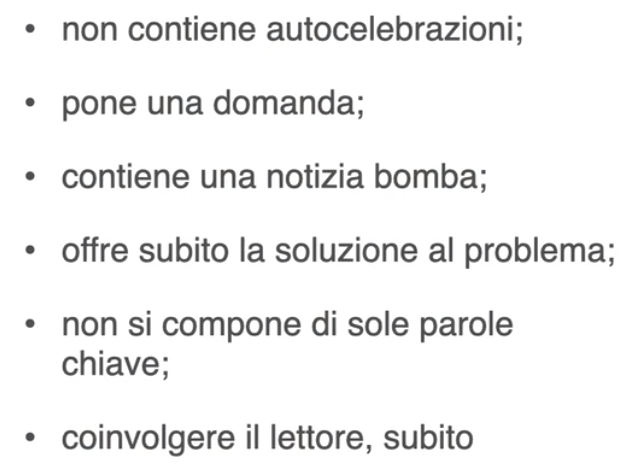 • non contiene autocelebrazioni;
• pone una domanda;
• contiene una notizia bomba;
• offre subito la soluzione al problema;
• non si compone di sole parole
chiave;
• coinvolgere il lettore, subito